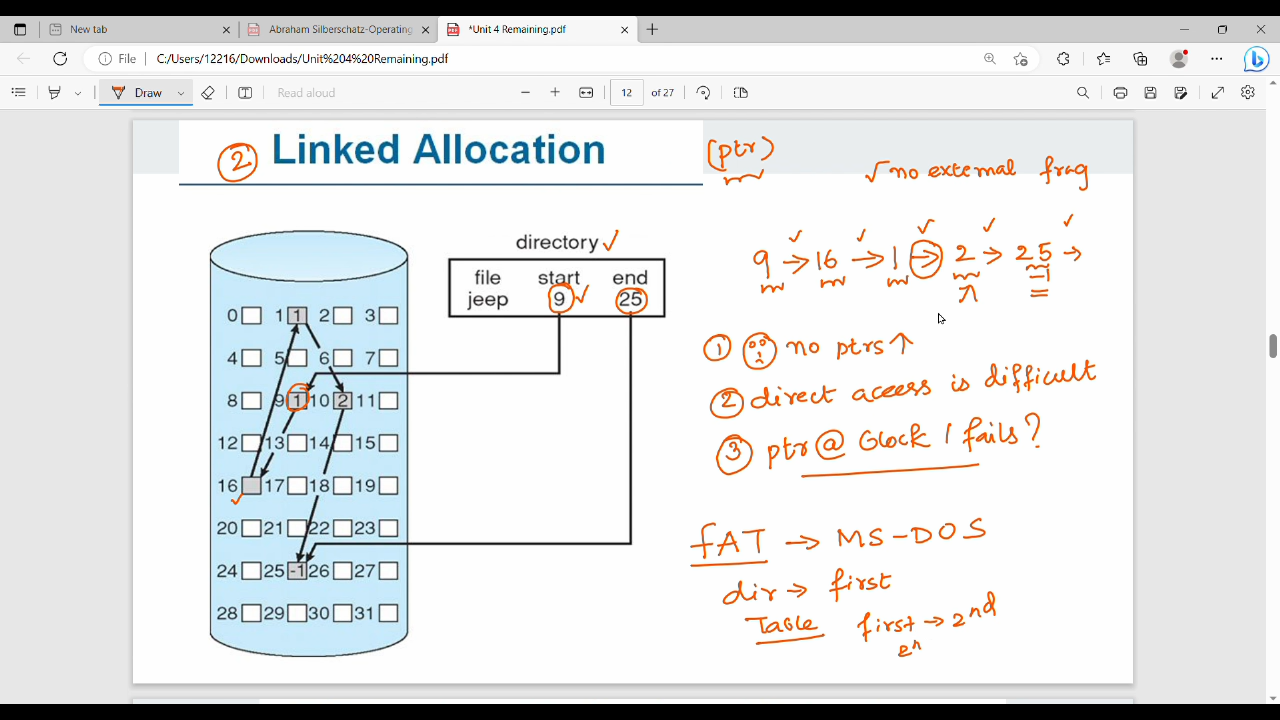 New tab
Abraham Silberschatz-Operating
*Unit 4 Remaining.pdf
File
C:/Users/12216/Downloads/Unit%204%20Remaining.pdf
Draw
Read aloud
12
of 27
2 Linked Allocation (ptr)
√ no external frag
directory
file start end
jeep 9 25
9 → 16 → 1 → 2 → 25 →
-1
0 1 1 2 3
4 5 6 7
8 9 1 10 2 11
12 13 14 15
16 17 18 19
20 21 22 23
24 25 -1 26 27
28 29 30 31
1 no ptrs ↑
2 direct access is difficult
3 ptr @ block 1 fails?
FAT → MS-DOS
dir → first
Table first → 2nd